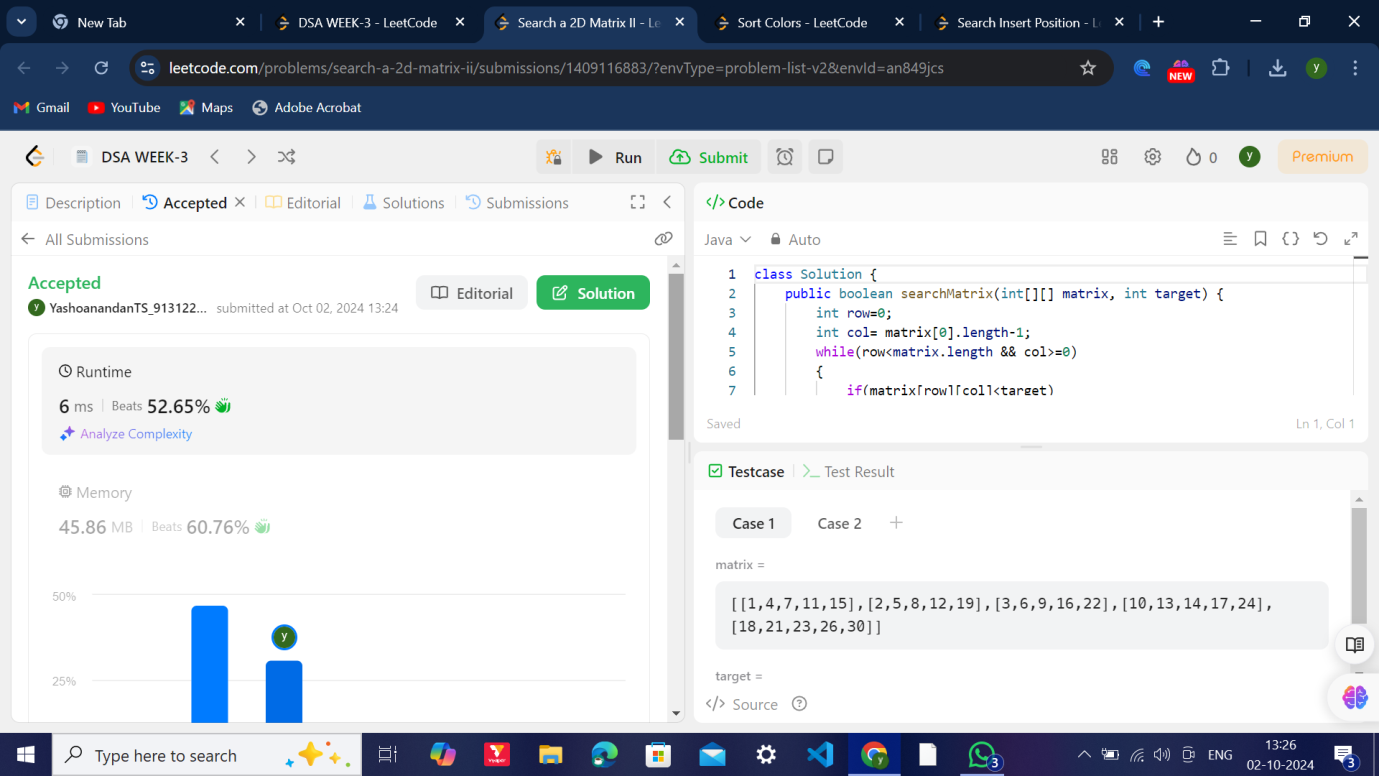 New Tab
DSA WEEK-3 - LeetCode
Search a 2D Matrix II - Le
Sort Colors - LeetCode
Search Insert Position - L
leetcode.com/problems/search-a-2d-matrix-ii/submissions/1409116883/?envType=problem-list-v2&envId=an849jcs
NEW
y
Gmail
YouTube
Maps
Adobe Acrobat
DSA WEEK-3
Run
Submit
0
y
Premium
Description
Accepted
Editorial
Solutions
Submissions
All Submissions
Accepted
y YashoanandanTS_913122... submitted at Oct 02, 2024 13:24
Editorial
Solution
Runtime
6 ms Beats 52.65%
Analyze Complexity
Memory
45.86 MB Beats 60.76%
50%
y
25%
</> Code
Java
Auto
1 class Solution {
2 public boolean searchMatrix(int[][] matrix, int target) {
3 int row=0;
4 int col= matrix[0].length-1;
5 while(row<matrix.length && col>=0)
6 {
7 if(matrix[row][col]<target)
Saved
Ln 1, Col 1
Testcase
Test Result
Case 1
Case 2
matrix =
[[1,4,7,11,15],[2,5,8,12,19],[3,6,9,16,22],[10,13,14,17,24],
[18,21,23,26,30]]
target =
</> Source
Type here to search
3
ENG
13:26
02-10-2024
3